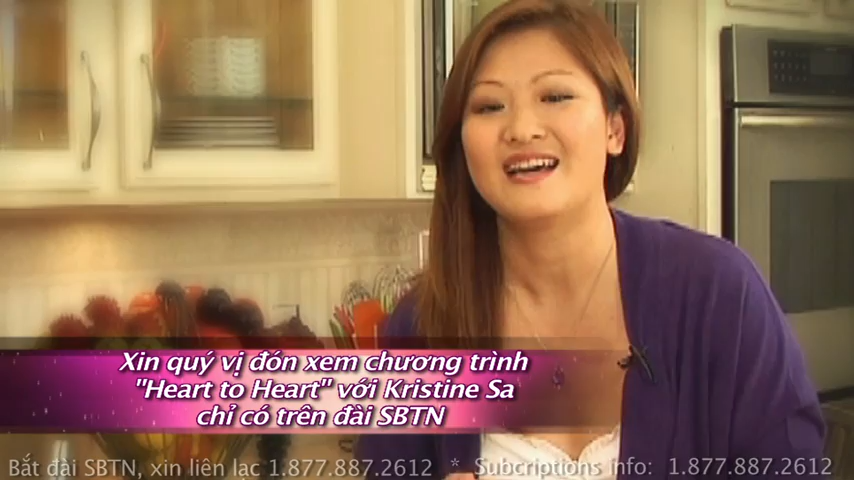 Xin quý vị đón xem chương trình
"Heart to Heart" với Kristine Sa
chỉ có trên đài SBTN
Bắt đài SBTN, xin liên lạc 1.877.887.2612 * Subcriptions info: 1.877.887.2612